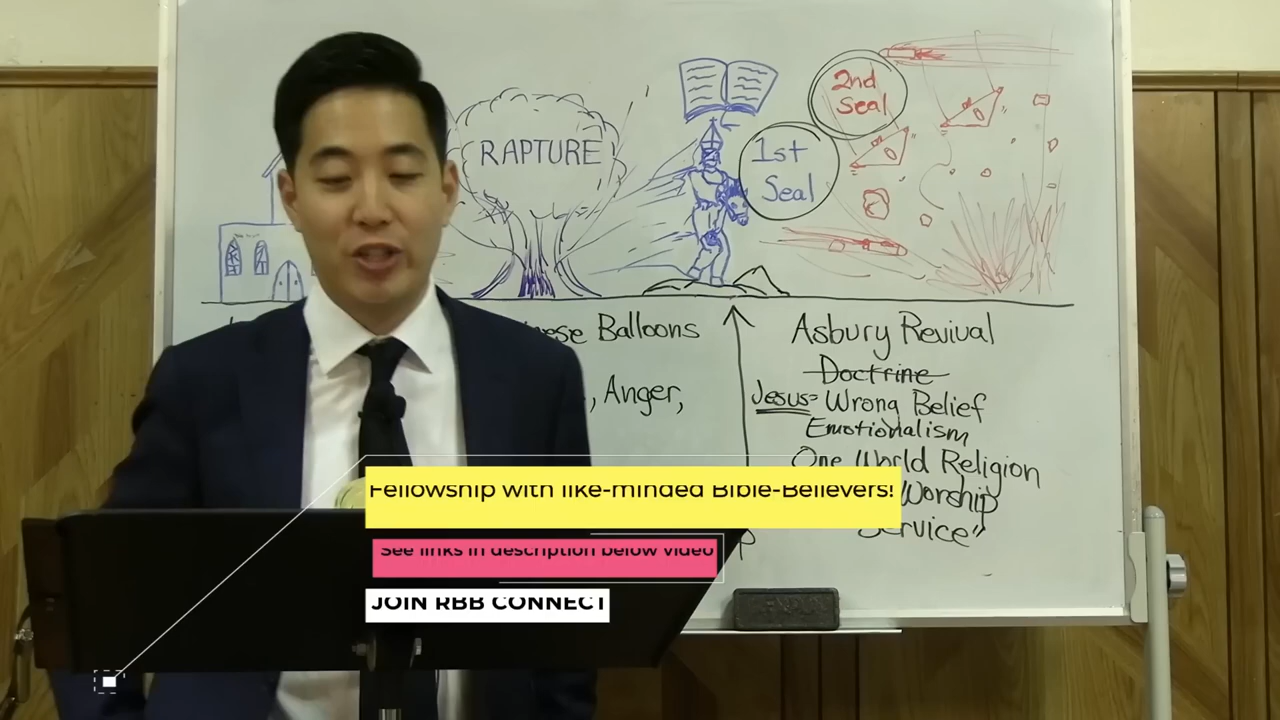 RAPTURE
1st
Seal
2nd
Seal
Balloons
, Anger,
Asbury Revival
Doctrine
Jesus= Wrong Belief
Emotionalism
One World Religion
Worship
Service"
Fellowship with like-minded Bible-Believers!
See links in description below video
JOIN RBB CONNECT